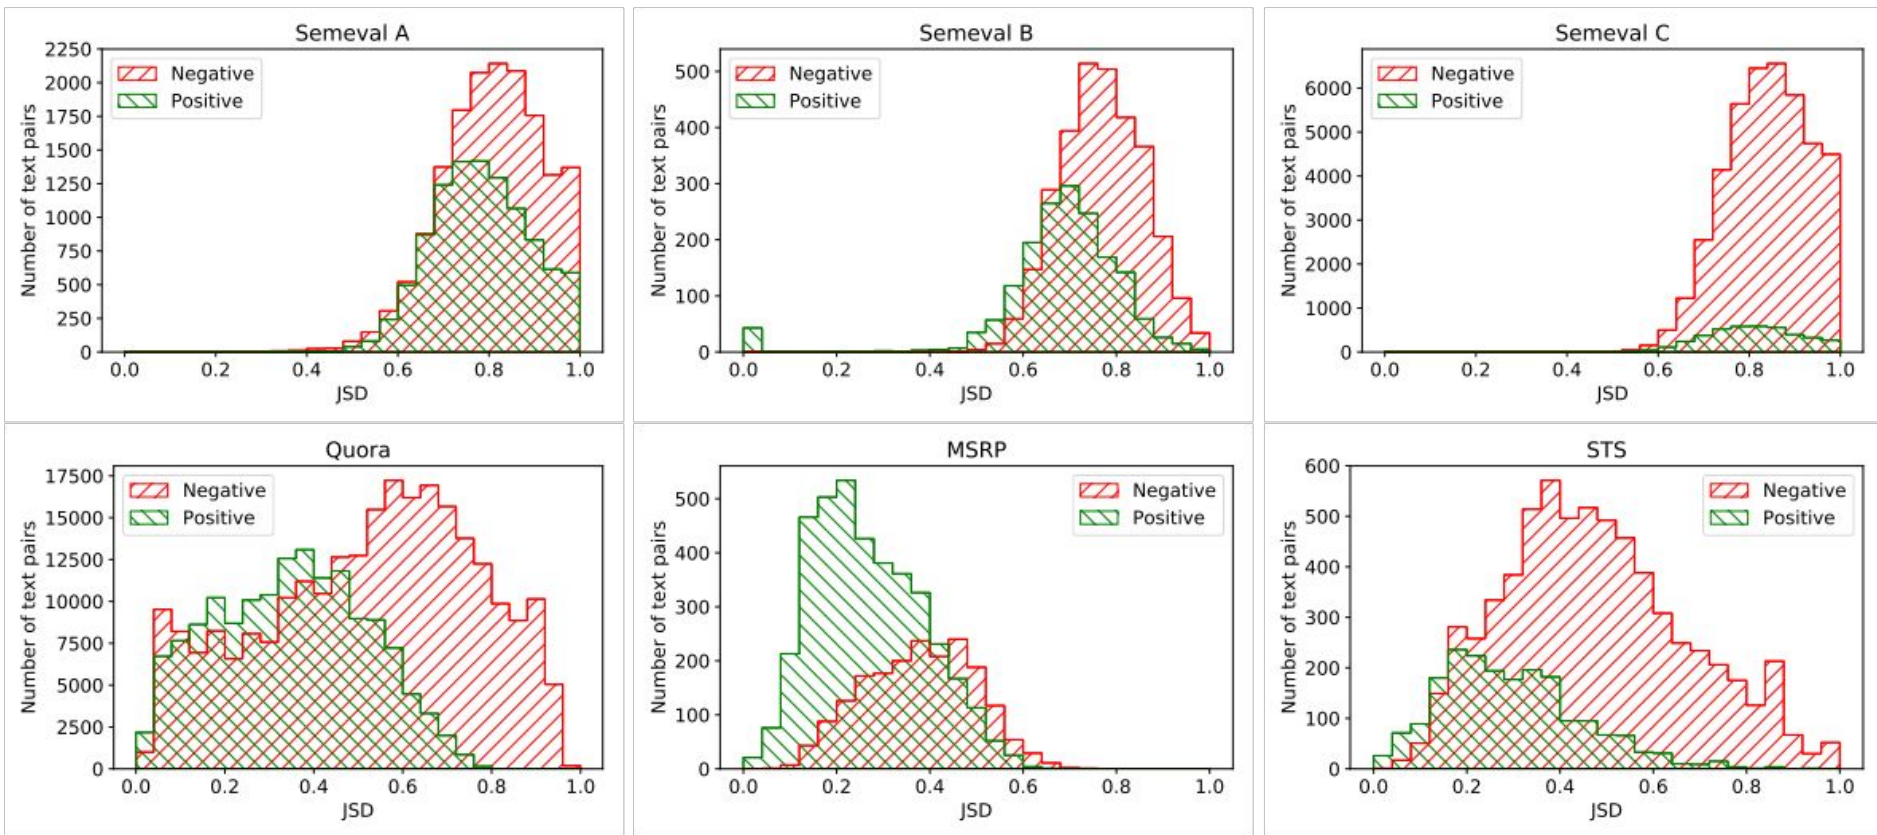 Semeval A
Number of text pairs
2250
2000
1750
1500
1250
1000
750
500
250
0
Negative
Positive
0.0 0.2 0.4 0.6 0.8 1.0
JSD
Semeval B
Number of text pairs
500
400
300
200
100
0
Negative
Positive
0.0 0.2 0.4 0.6 0.8 1.0
JSD
Semeval C
Number of text pairs
6000
5000
4000
3000
2000
1000
0
Negative
Positive
0.0 0.2 0.4 0.6 0.8 1.0
JSD
Quora
Number of text pairs
17500
15000
12500
10000
7500
5000
2500
0
Negative
Positive
0.0 0.2 0.4 0.6 0.8 1.0
JSD
MSRP
Number of text pairs
500
400
300
200
100
0
Negative
Positive
0.0 0.2 0.4 0.6 0.8 1.0
JSD
STS
Number of text pairs
600
500
400
300
200
100
0
Negative
Positive
0.0 0.2 0.4 0.6 0.8 1.0
JSD